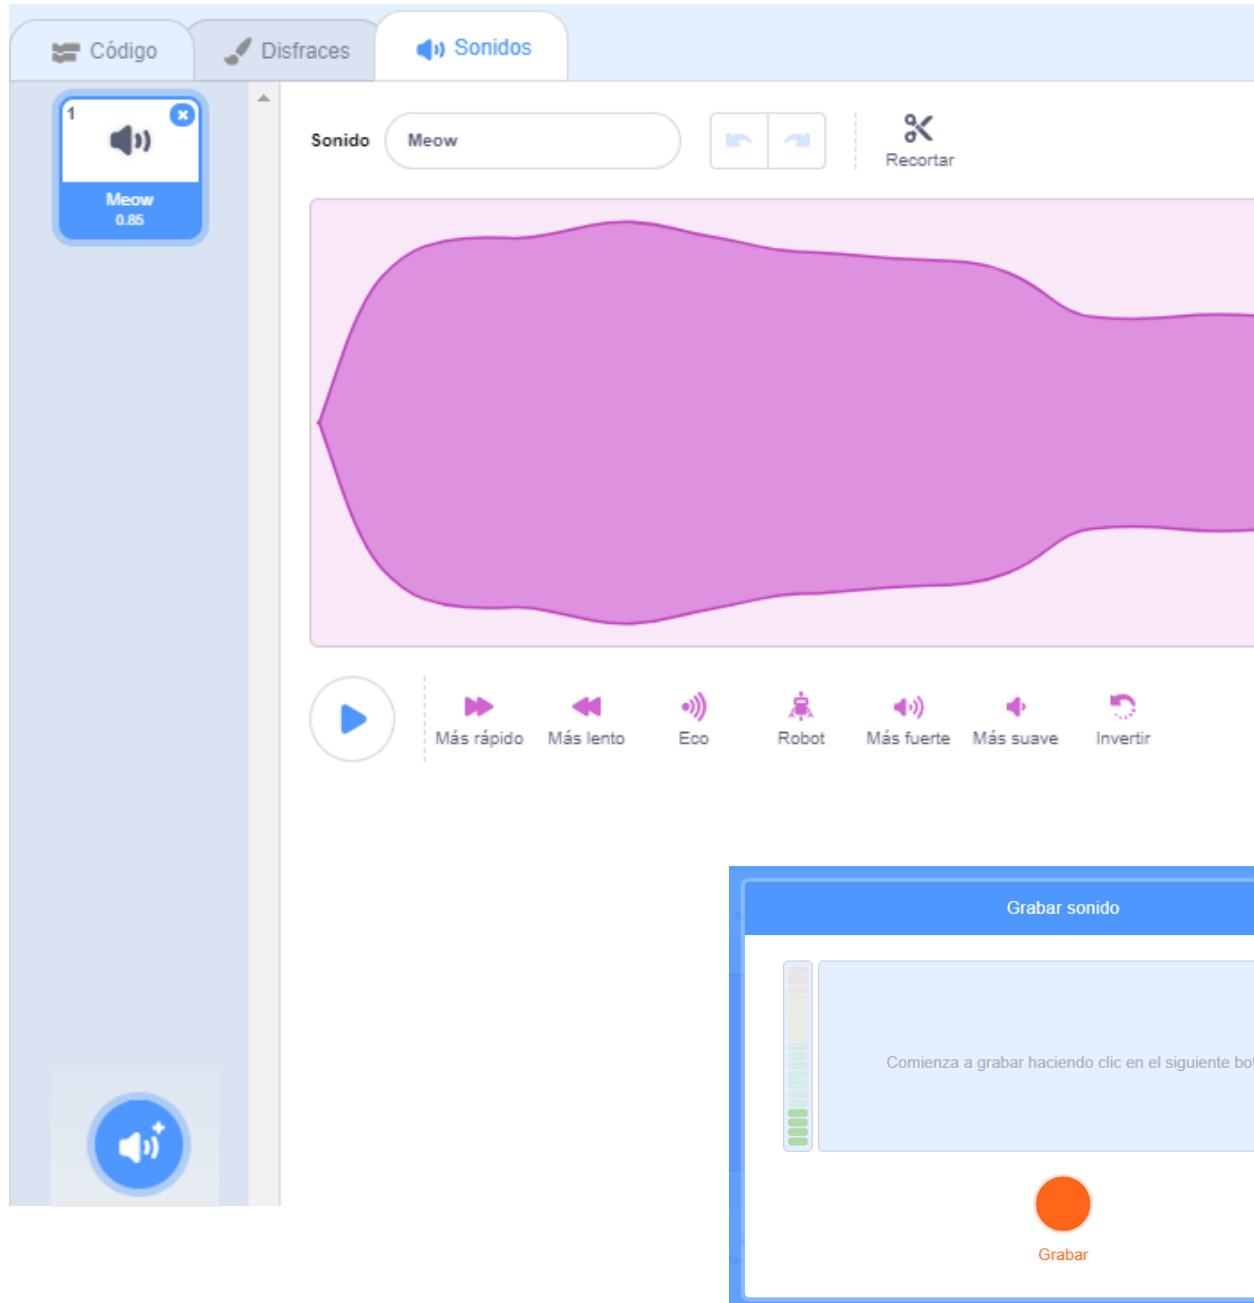 Código
Disfraces
Sonidos
1
Meow
0.85
Sonido
Meow
Recortar
Más rápido
Más lento
Eco
Robot
Más fuerte
Más suave
Invertir
Grabar sonido
Comienza a grabar haciendo clic en el siguiente bot
Grabar